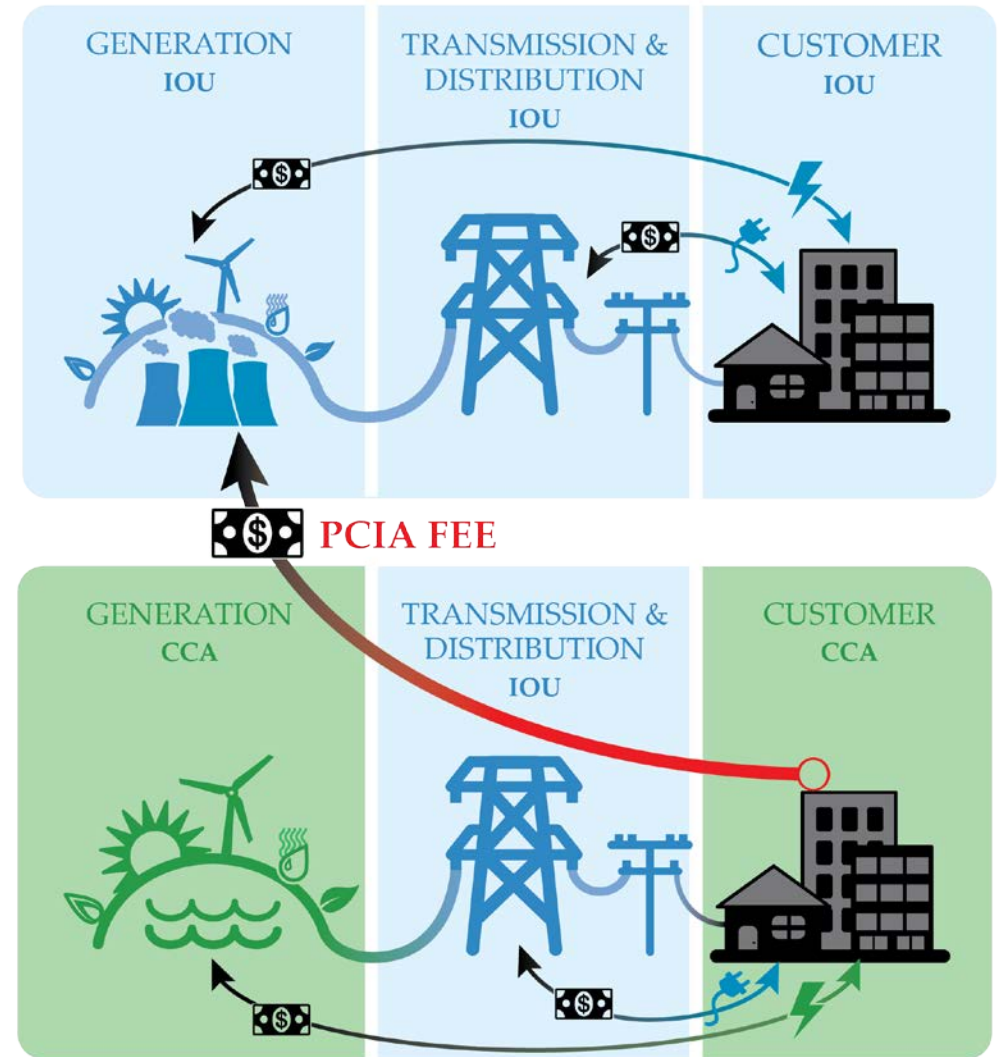 GENERATION
IOU
TRANSMISSION &
DISTRIBUTION
IOU
CUSTOMER
IOU
$
$
$ PCIA FEE
GENERATION
CCA
TRANSMISSION &
DISTRIBUTION
IOU
CUSTOMER
CCA
$
$